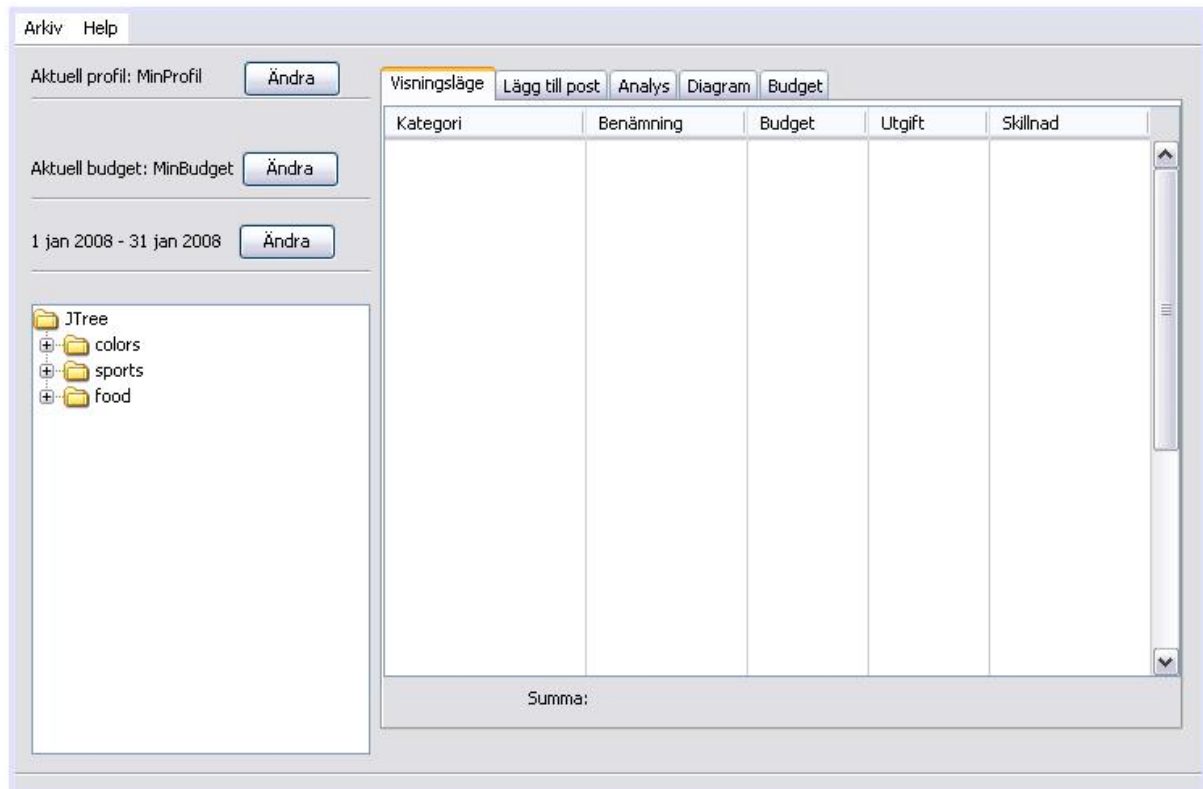 Arkiv Help
Aktuell profil: MinProfil Ändra
Aktuell budget: MinBudget Ändra
1 jan 2008 - 31 jan 2008 Ändra
JTree
colors
sports
food
Visningsläge Lägg till post Analys Diagram Budget
Kategori Benämning Budget Utgift Skillnad
Summa: